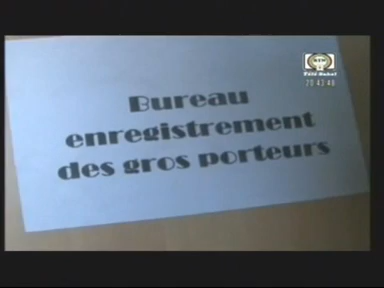 Télé Sahel
20:43:46
Bureau
enregistrement
des gros porteurs